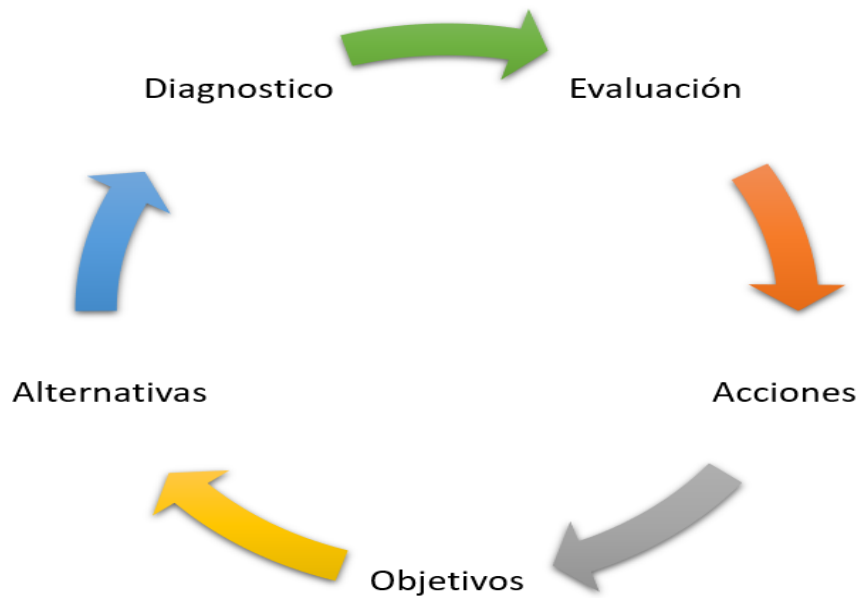 Diagnostico
Evaluación
Alternativas
Acciones
Objetivos